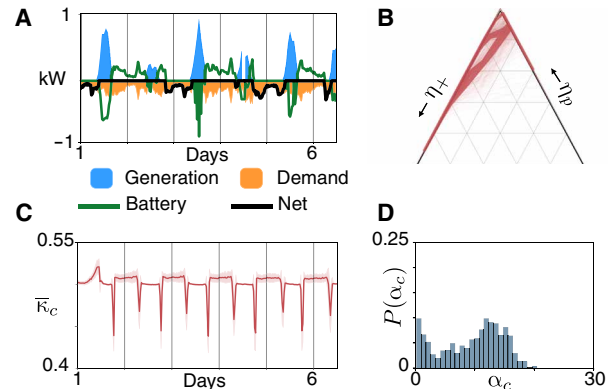 A
1
kW
−1
1
Days
6
Generation
Demand
Battery
Net
B
← η+
← ηp
C
0.55
κ̄c
0.4
1
Days
6
D
0.25
P(αc)
0
0
αc
30